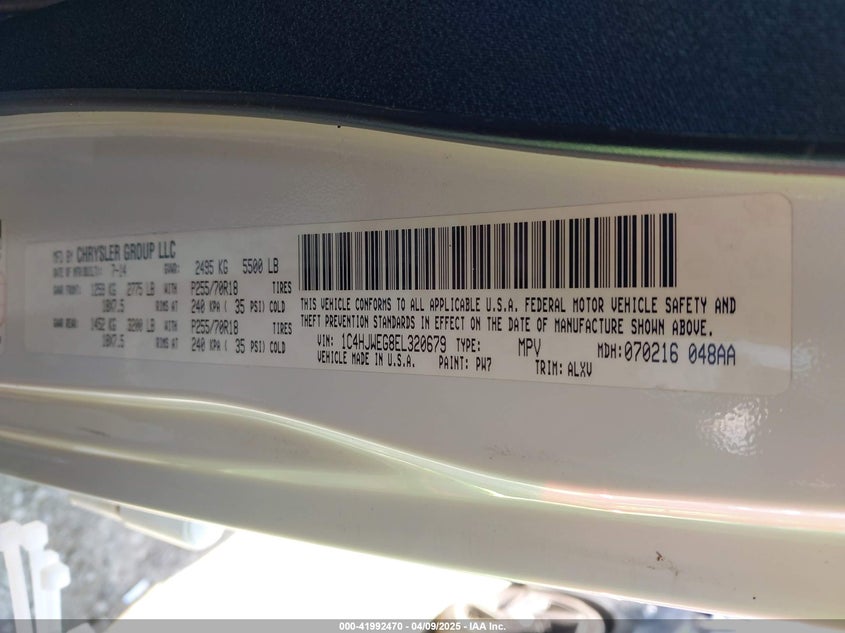 MFD BY CHRYSLER GROUP LLC
DATE OF MFR(BUILT): 7-14 GVWR: 2495 KG 5500 LB
GAWR FRONT: 1259 KG 2775 LB WITH P255/70R18 TIRES
18X7.5 RIMS AT 240 KPA ( 35 PSI) COLD
GAWR REAR: 1452 KG 3200 LB WITH P255/70R18 TIRES
18X7.5 RIMS AT 240 KPA ( 35 PSI) COLD
THIS VEHICLE CONFORMS TO ALL APPLICABLE U.S.A. FEDERAL MOTOR VEHICLE SAFETY AND
THEFT PREVENTION STANDARDS IN EFFECT ON THE DATE OF MANUFACTURE SHOWN ABOVE.
VIN: 1C4HJWEG8EL320679 TYPE: MPV MDH:070216 048AA
VEHICLE MADE IN U.S.A. PAINT: PW7 TRIM: ALXV
000-41992470 | 04/09/2025 - IAA Inc.